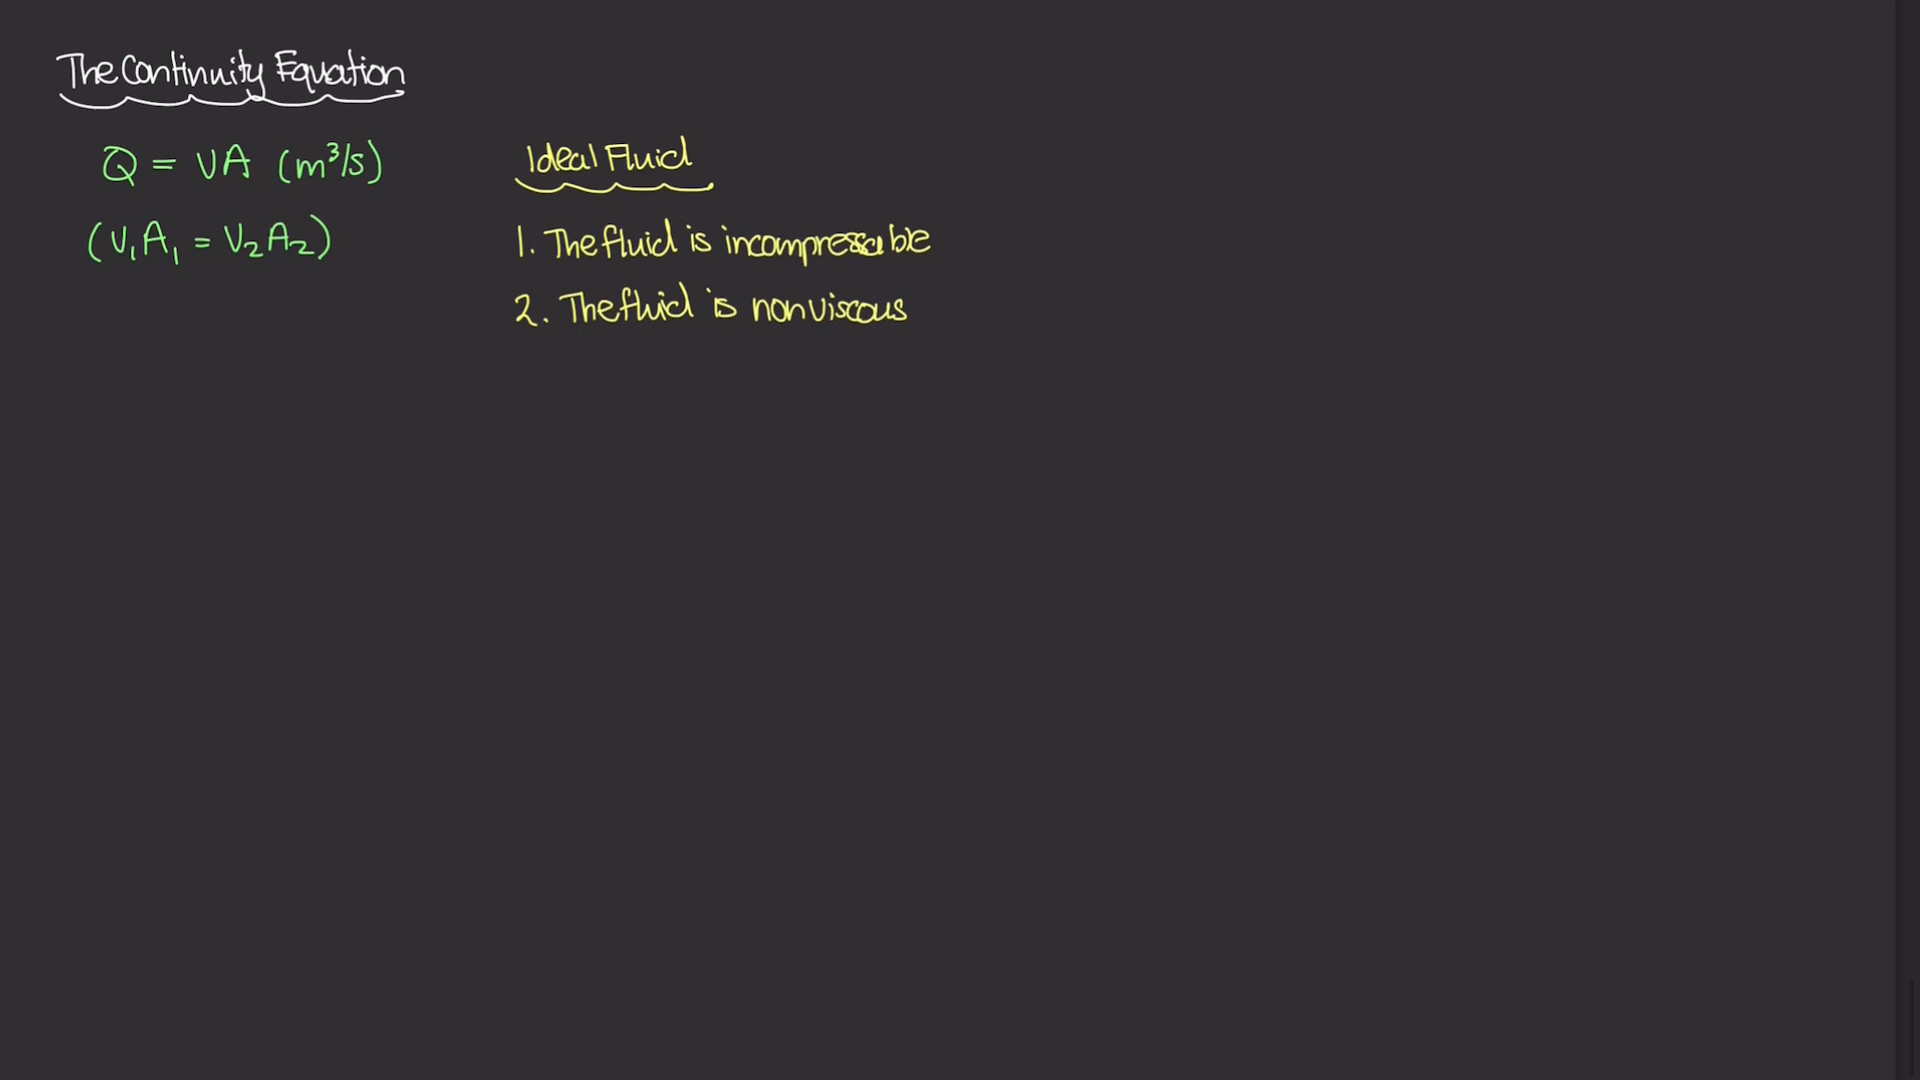 The Continuity Equation
Q = VA (m³/s)
(V₁A₁ = V₂A₂)
Ideal Fluid
1. The fluid is incompressable
2. The fluid is nonviscous